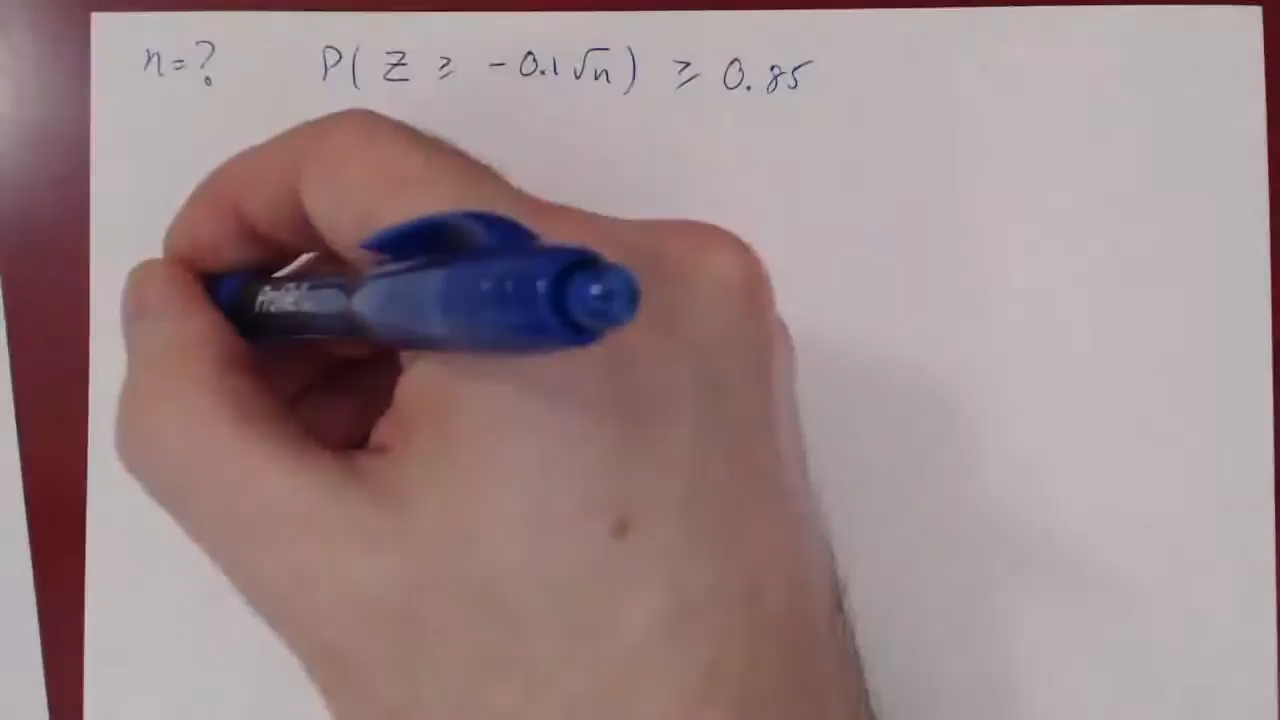 n=? P( Z ≥ -0.1√n ) ≥ 0.85